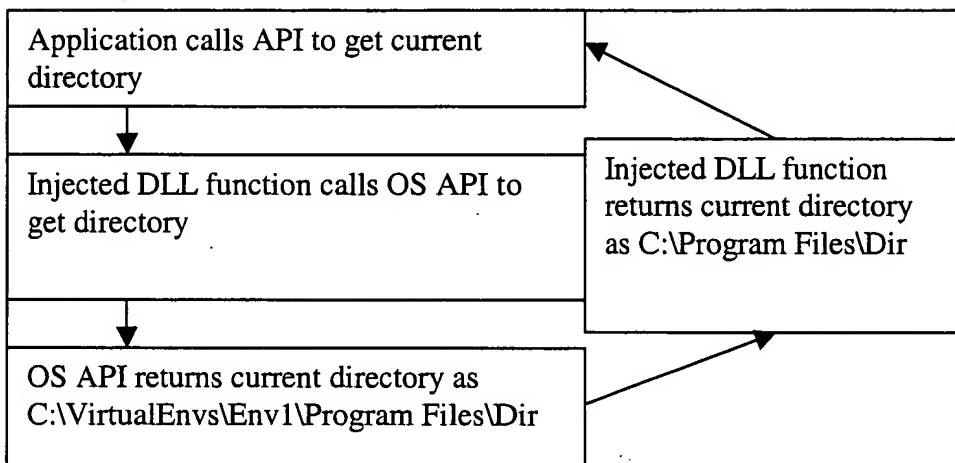 Application calls API to get current
directory
Injected DLL function calls OS API to
get directory
Injected DLL function
returns current directory
as C:\Program Files\Dir
OS API returns current directory as
C:\VirtualEnvs\Env1\Program Files\Dir